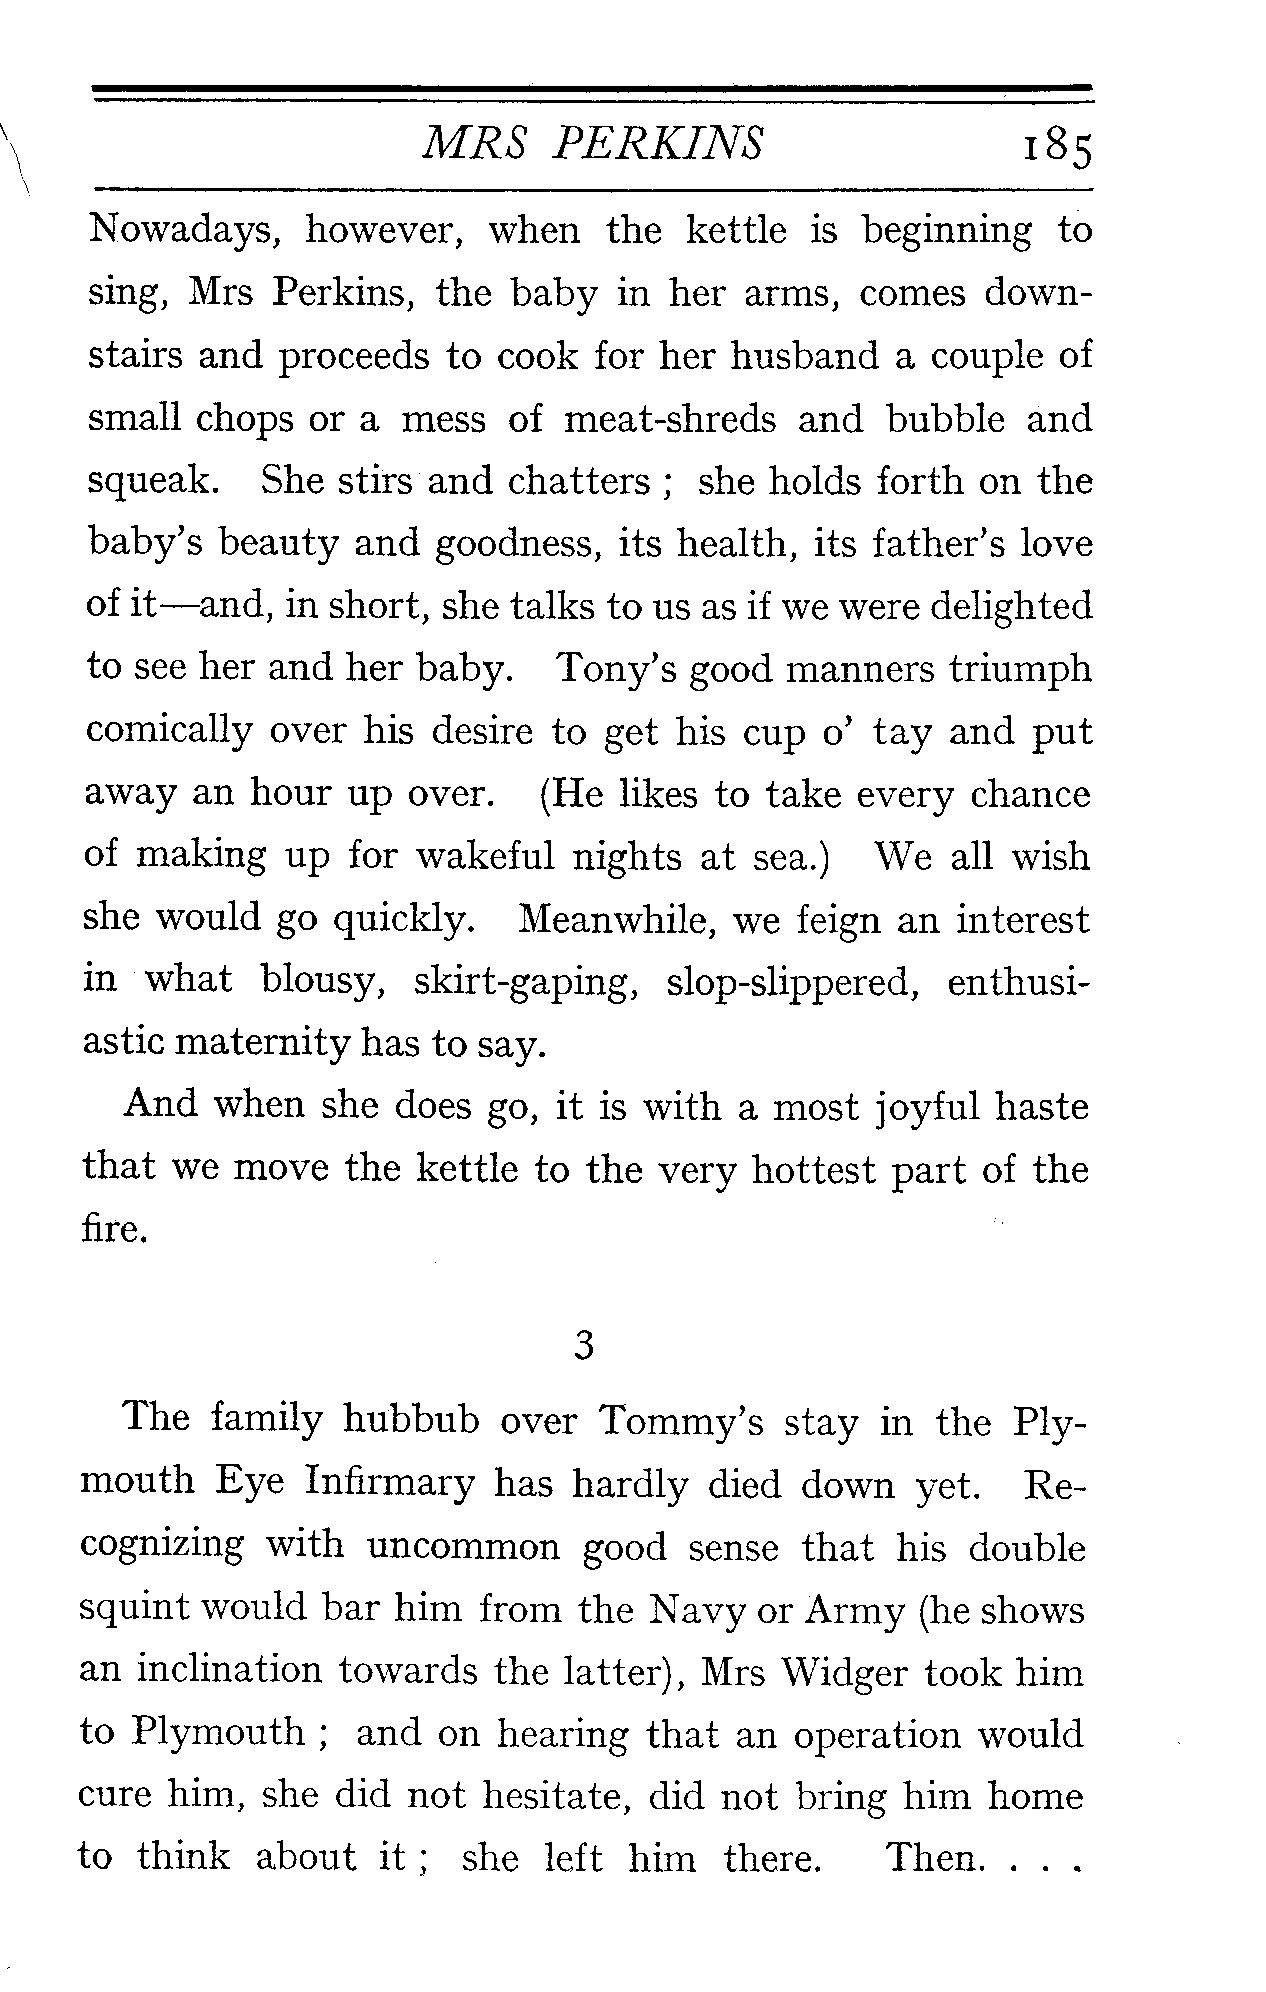 MRS PERKINS 185
Nowadays, however, when the kettle is beginning to
sing, Mrs Perkins, the baby in her arms, comes down-
stairs and proceeds to cook for her husband a couple of
small chops or a mess of meat-shreds and bubble and
squeak. She stirs and chatters ; she holds forth on the
baby's beauty and goodness, its health, its father's love
of it—and, in short, she talks to us as if we were delighted
to see her and her baby. Tony's good manners triumph
comically over his desire to get his cup o' tay and put
away an hour up over. (He likes to take every chance
of making up for wakeful nights at sea.) We all wish
she would go quickly. Meanwhile, we feign an interest
in what blousy, skirt-gaping, slop-slippered, enthusi-
astic maternity has to say.
And when she does go, it is with a most joyful haste
that we move the kettle to the very hottest part of the
fire.
3
The family hubbub over Tommy's stay in the Ply-
mouth Eye Infirmary has hardly died down yet. Re-
cognizing with uncommon good sense that his double
squint would bar him from the Navy or Army (he shows
an inclination towards the latter), Mrs Widger took him
to Plymouth ; and on hearing that an operation would
cure him, she did not hesitate, did not bring him home
to think about it ; she left him there. Then. . . .